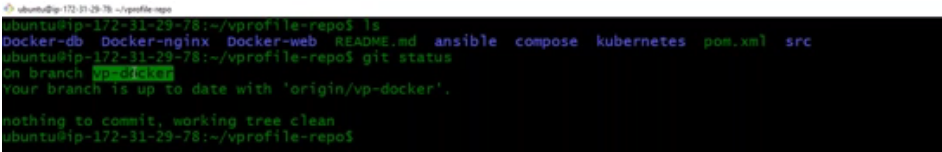 ubuntu@ip-172-31-29-78: ~/vprofile-repo
ubuntu@ip-172-31-29-78:~/vprofile-repo$ ls
Docker-db Docker-nginx Docker-web README.md ansible compose kubernetes pom.xml src
ubuntu@ip-172-31-29-78:~/vprofile-repo$ git status
On branch vp-docker
Your branch is up to date with 'origin/vp-docker'.
nothing to commit, working tree clean
ubuntu@ip-172-31-29-78:~/vprofile-repo$